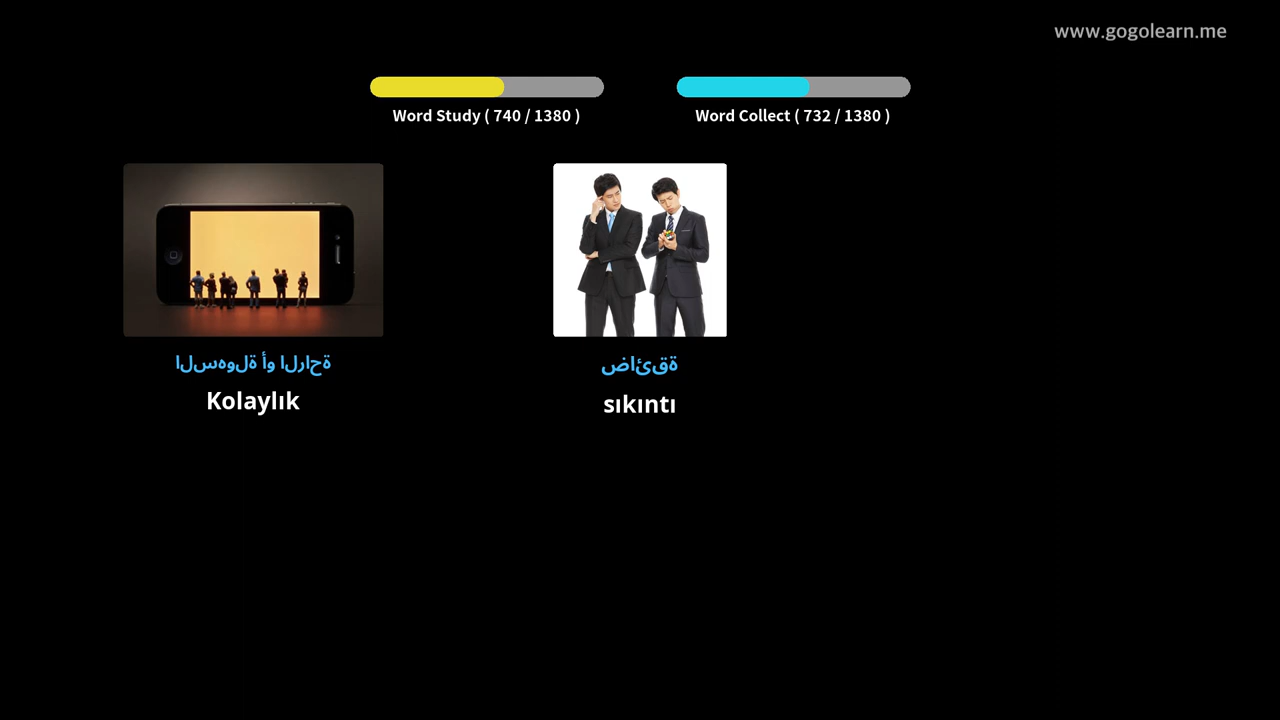 www.gogolearn.me
Word Study ( 740 / 1380 )
Word Collect ( 732 / 1380 )
السهولة أو الراحة
Kolaylık
ضائقة
sıkıntı